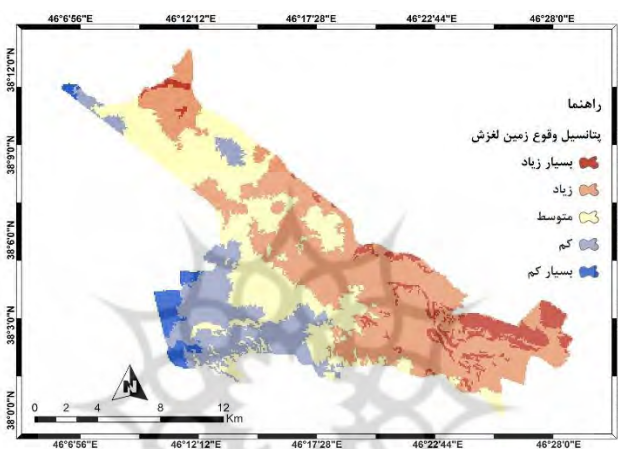 46°6'56"E 46°12'12"E 46°17'28"E 46°22'44"E 46°28'0"E
38°12'0"N
38°9'0"N
38°6'0"N
38°3'0"N
38°0'0"N
راهنما
پتانسیل وقوع زمین لغزش
بسیار زیاد
زیاد
متوسط
کم
بسیار کم
N
0 2 4 8 12
Km
46°6'56"E 46°12'12"E 46°17'28"E 46°22'44"E 46°28'0"E